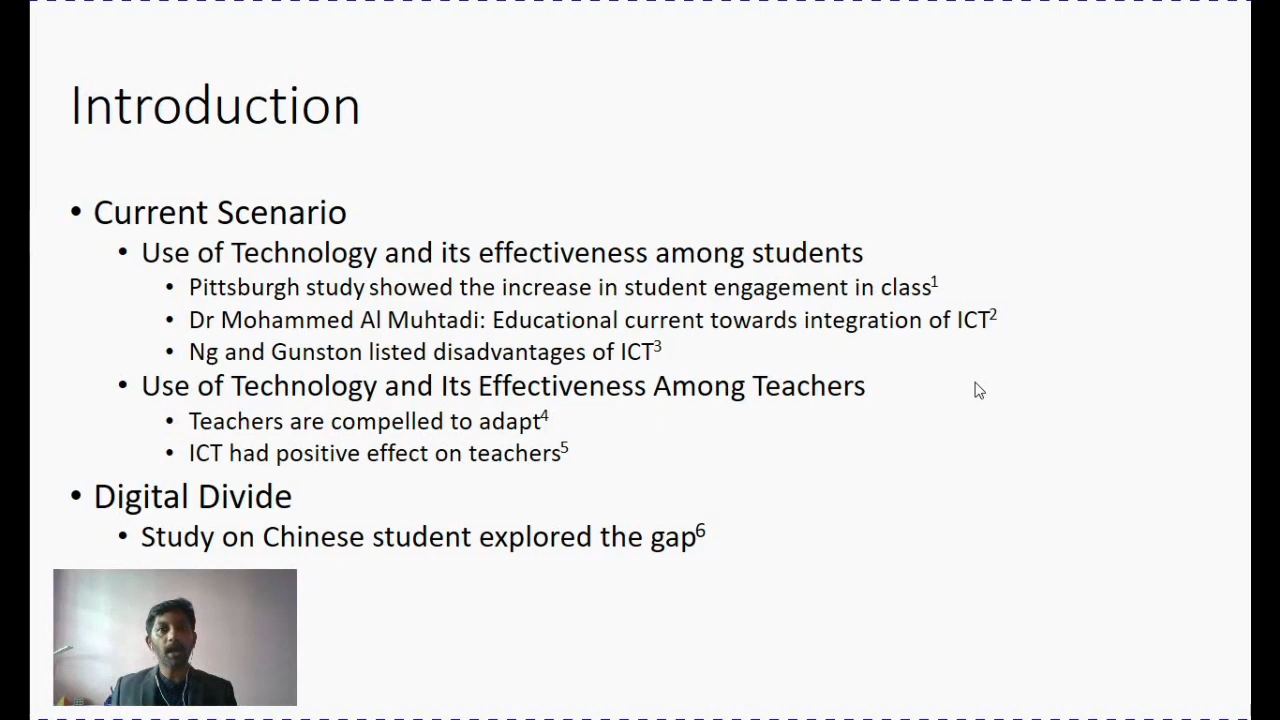 Introduction
• Current Scenario
• Use of Technology and its effectiveness among students
• Pittsburgh study showed the increase in student engagement in class1
• Dr Mohammed Al Muhtadi: Educational current towards integration of ICT2
• Ng and Gunston listed disadvantages of ICT3
• Use of Technology and Its Effectiveness Among Teachers
• Teachers are compelled to adapt4
• ICT had positive effect on teachers5
• Digital Divide
• Study on Chinese student explored the gap6